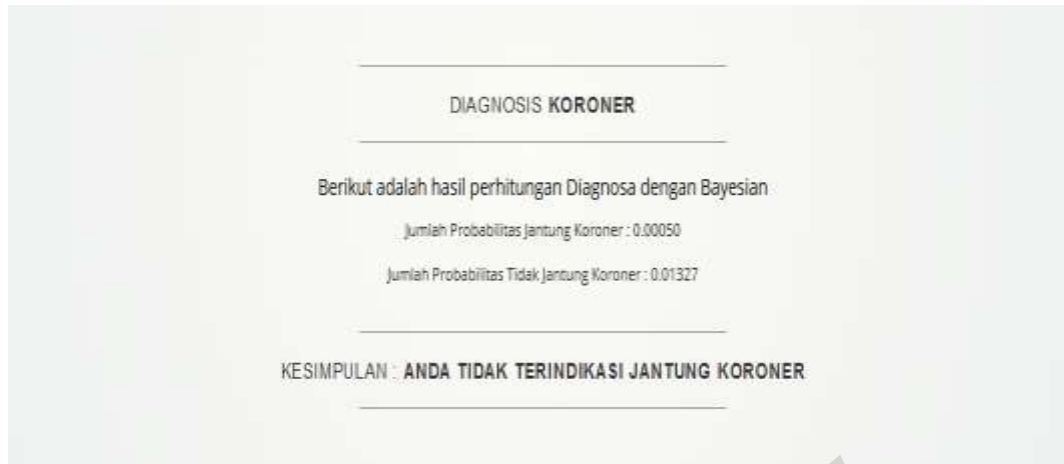 DIAGNOSIS KORONER
Berikut adalah hasil perhitungan Diagnosa dengan Bayesian
Jumlah Probabilitas Jantung Koroner : 0.00050
Jumlah Probabilitas Tidak Jantung Koroner : 0.01327
KESIMPULAN : ANDA TIDAK TERINDIKASI JANTUNG KORONER